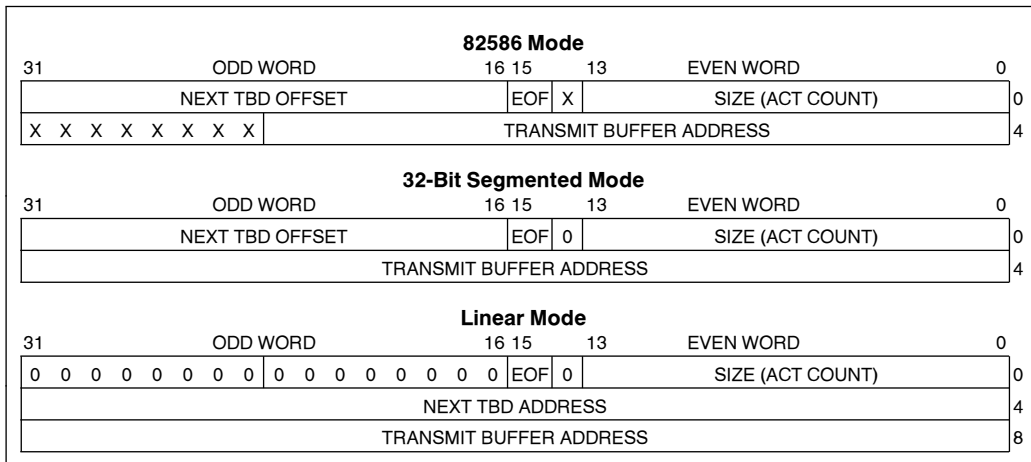 82586 Mode
31 ODD WORD 16 15 13 EVEN WORD 0
NEXT TBD OFFSET EOF X SIZE (ACT COUNT) 0
X X X X X X X X TRANSMIT BUFFER ADDRESS 4
32-Bit Segmented Mode
31 ODD WORD 16 15 13 EVEN WORD 0
NEXT TBD OFFSET EOF 0 SIZE (ACT COUNT) 0
TRANSMIT BUFFER ADDRESS 4
Linear Mode
31 ODD WORD 16 15 13 EVEN WORD 0
0 0 0 0 0 0 0 0 0 0 0 0 0 0 0 0 EOF 0 SIZE (ACT COUNT) 0
NEXT TBD ADDRESS 4
TRANSMIT BUFFER ADDRESS 8